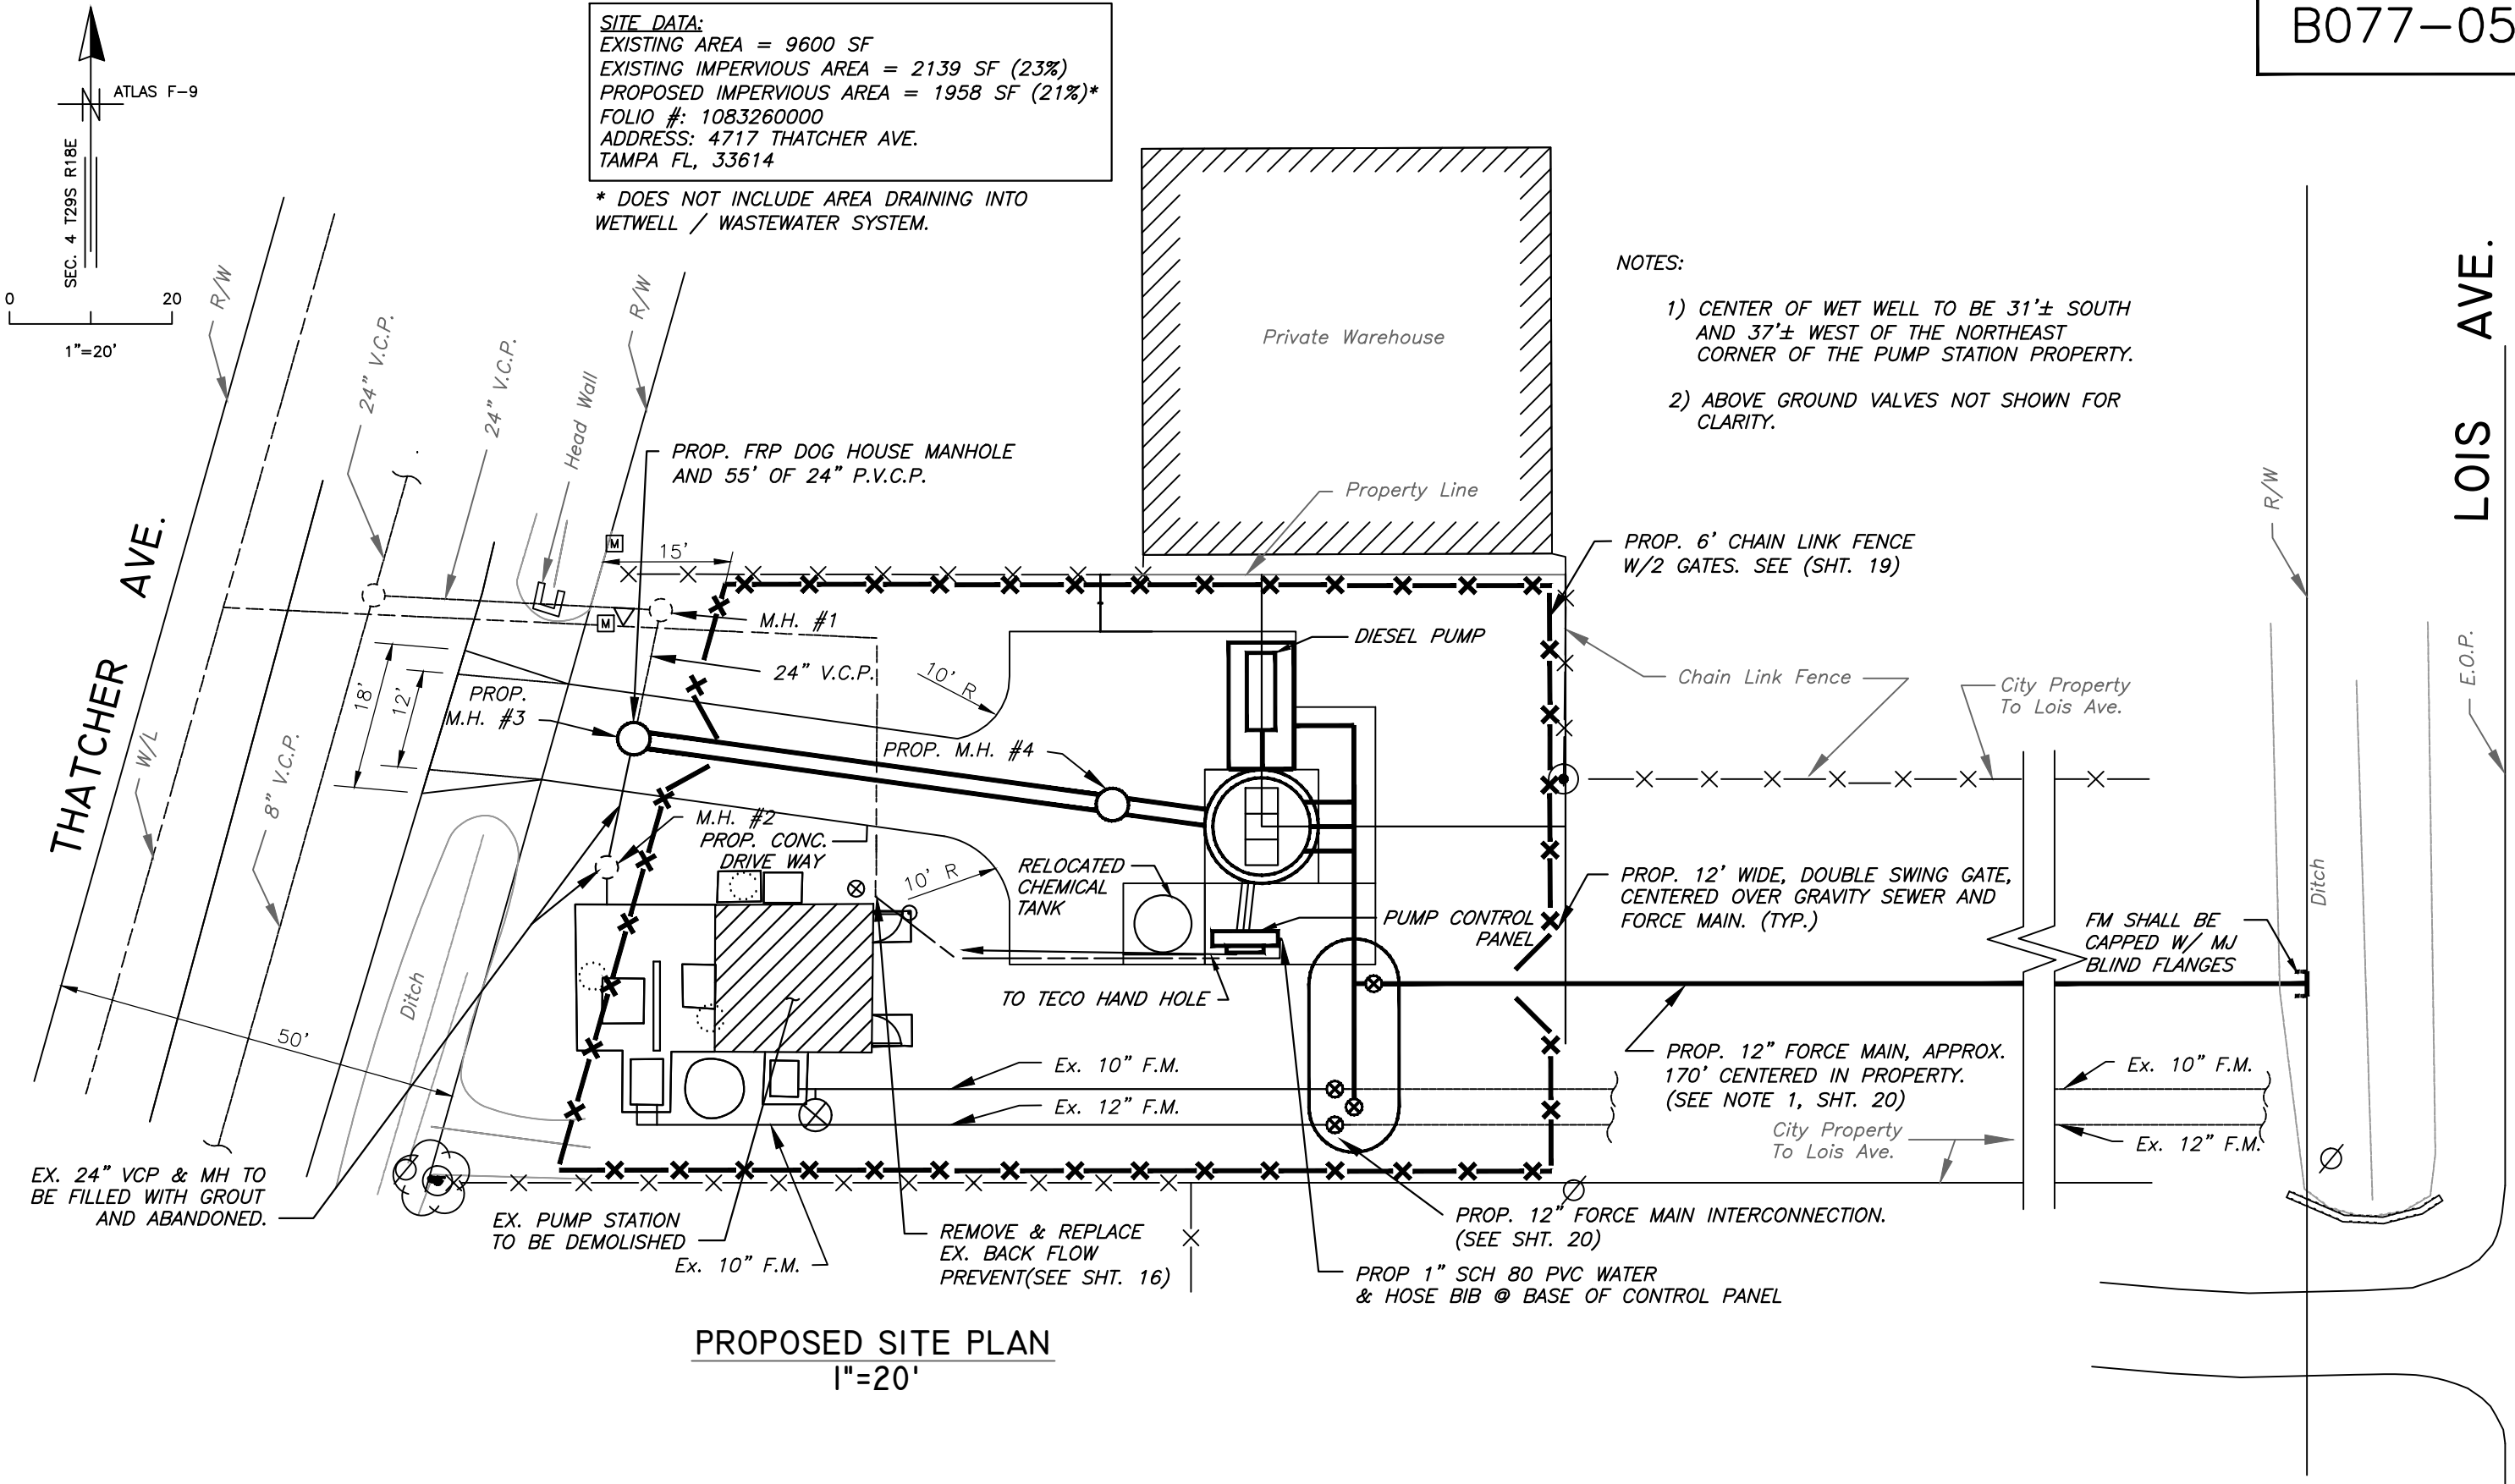 B077-05
SITE DATA:
EXISTING AREA = 9600 SF
EXISTING IMPERVIOUS AREA = 2139 SF (23%)
PROPOSED IMPERVIOUS AREA = 1958 SF (21%)*
FOLIO #: 1083260000
ADDRESS: 4717 THATCHER AVE.
TAMPA FL, 33614
* DOES NOT INCLUDE AREA DRAINING INTO
WETWELL / WASTEWATER SYSTEM.
N
ATLAS F-9
SEC. 4 T29S R18E
0
20
1"=20'
R/W
24" V.C.P.
24" V.C.P.
Head Wall
R/W
THATCHER AVE.
W/L
8" V.C.P.
18'
12'
50'
Ditch
M
M
15'
PROP. FRP DOG HOUSE MANHOLE
AND 55' OF 24" P.V.C.P.
Private Warehouse
Property Line
NOTES:
1) CENTER OF WET WELL TO BE 31'± SOUTH
AND 37'± WEST OF THE NORTHEAST
CORNER OF THE PUMP STATION PROPERTY.
2) ABOVE GROUND VALVES NOT SHOWN FOR
CLARITY.
LOIS AVE.
R/W
E.O.P.
Ditch
PROP. 6' CHAIN LINK FENCE
W/2 GATES. SEE (SHT. 19)
M.H. #1
24" V.C.P.
PROP.
M.H. #3
10' R
DIESEL PUMP
Chain Link Fence
City Property
To Lois Ave.
PROP. M.H. #4
M.H. #2
PROP. CONC.
DRIVE WAY
10' R
RELOCATED
CHEMICAL
TANK
PUMP CONTROL
PANEL
PROP. 12' WIDE, DOUBLE SWING GATE,
CENTERED OVER GRAVITY SEWER AND
FORCE MAIN. (TYP.)
FM SHALL BE
CAPPED W/ MJ
BLIND FLANGES
TO TECO HAND HOLE
Ex. 10" F.M.
Ex. 12" F.M.
PROP. 12" FORCE MAIN, APPROX.
170' CENTERED IN PROPERTY.
(SEE NOTE 1, SHT. 20)
City Property
To Lois Ave.
Ex. 10" F.M.
Ex. 12" F.M.
EX. 24" VCP & MH TO
BE FILLED WITH GROUT
AND ABANDONED.
EX. PUMP STATION
TO BE DEMOLISHED
Ex. 10" F.M.
REMOVE & REPLACE
EX. BACK FLOW
PREVENT(SEE SHT. 16)
PROP. 12" FORCE MAIN INTERCONNECTION.
(SEE SHT. 20)
PROP 1" SCH 80 PVC WATER
& HOSE BIB @ BASE OF CONTROL PANEL
PROPOSED SITE PLAN
1"=20'